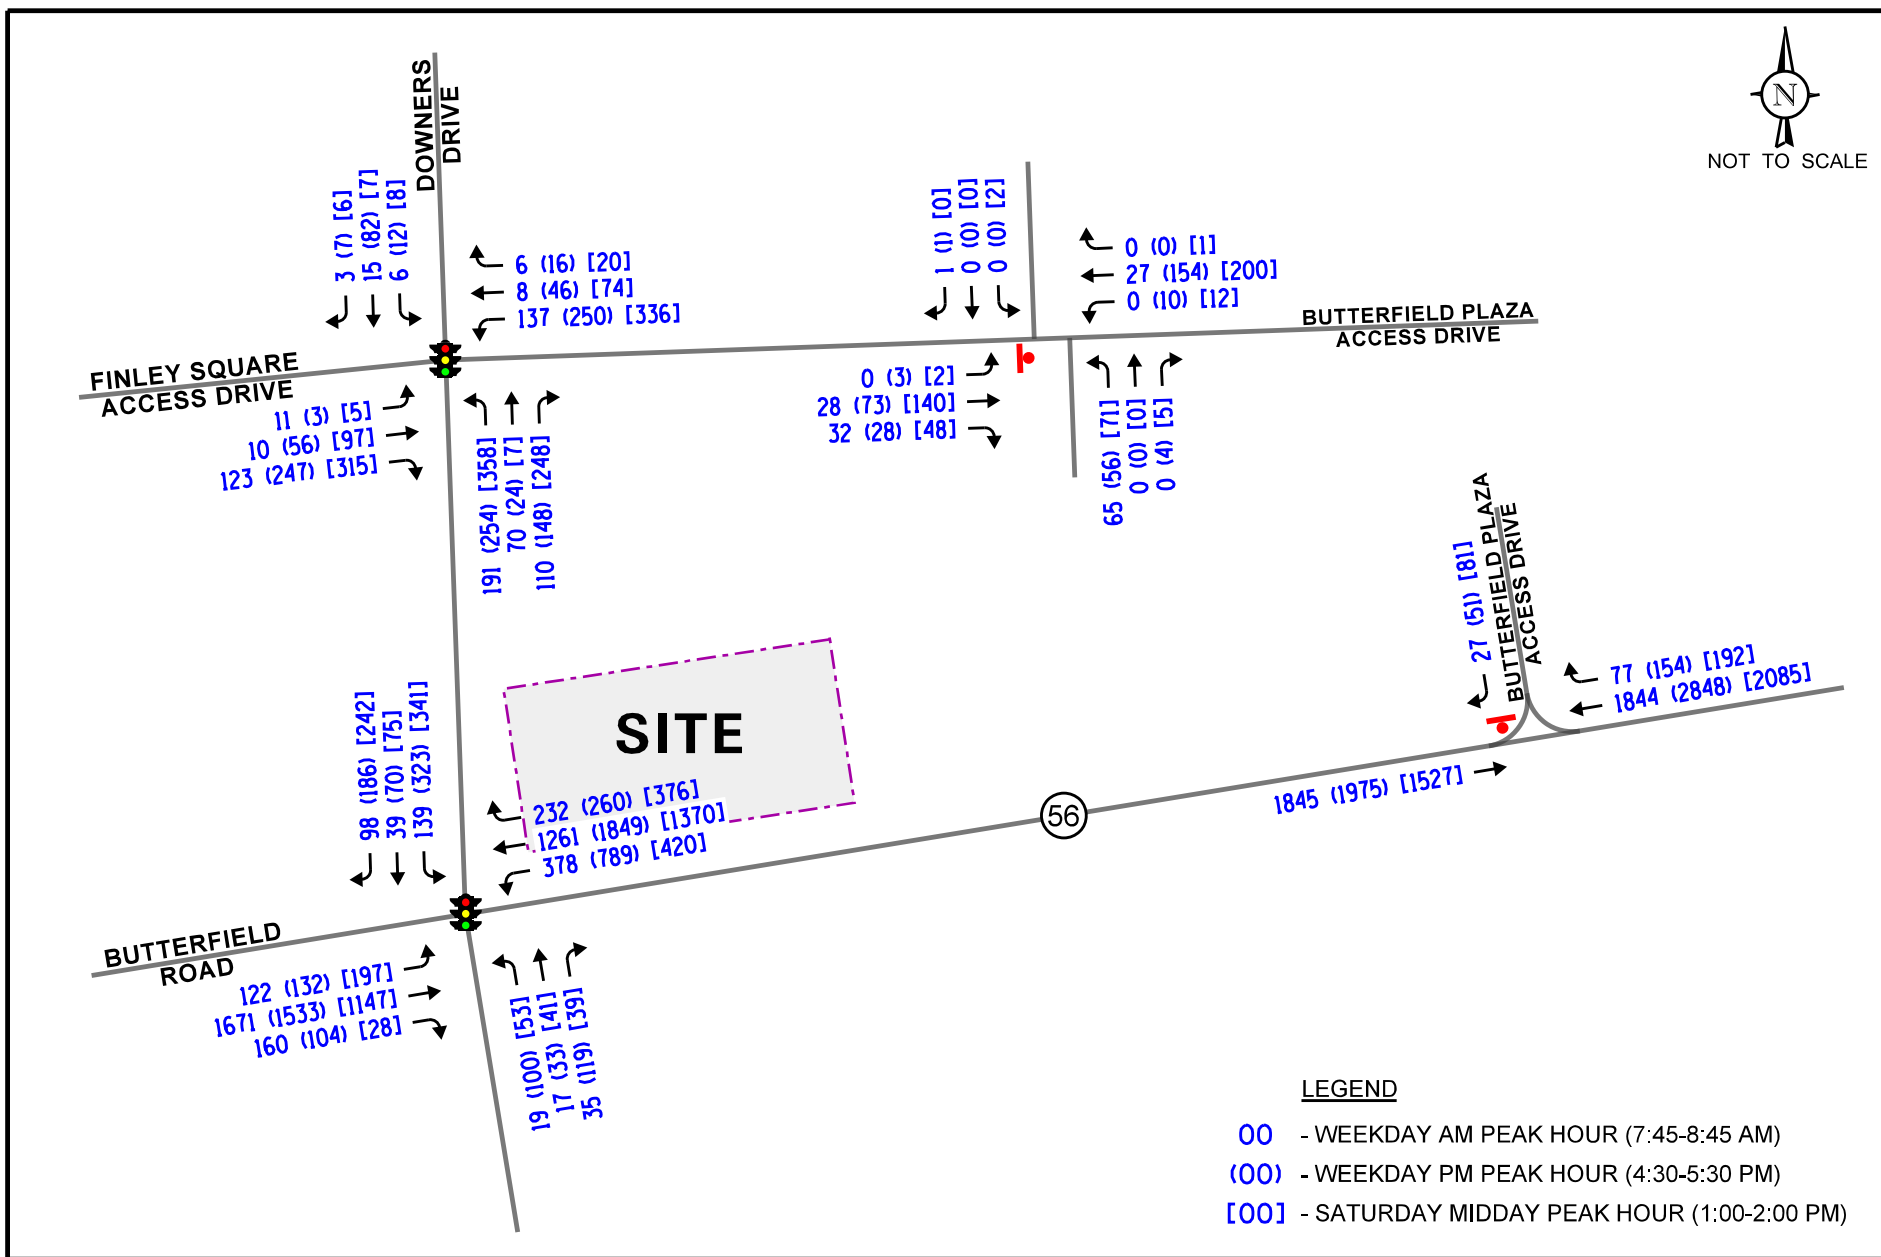 DOWNERS
DRIVE
N
NOT TO SCALE
3 (7) [6]
15 (82) [7]
6 (12) [8]
6 (16) [20]
8 (46) [74]
137 (250) [336]
1 (1) [0]
0 (0) [0]
0 (0) [2]
0 (0) [1]
27 (154) [200]
0 (10) [12]
BUTTERFIELD PLAZA
ACCESS DRIVE
FINLEY SQUARE
ACCESS DRIVE
11 (3) [5]
10 (56) [97]
123 (247) [315]
191 (254) [358]
70 (24) [7]
110 (148) [248]
0 (3) [2]
28 (73) [140]
32 (28) [48]
65 (56) [71]
0 (0) [0]
0 (4) [5]
27 (51) [81]
BUTTERFIELD PLAZA
ACCESS DRIVE
77 (154) [192]
1844 (2848) [2085]
1845 (1975) [1527]
SITE
98 (186) [242]
39 (70) [75]
139 (323) [341]
232 (260) [376]
1261 (1849) [1370]
378 (789) [420]
56
BUTTERFIELD
ROAD
122 (132) [197]
1671 (1533) [1147]
160 (104) [28]
19 (100) [53]
17 (33) [41]
35 (119) [39]
LEGEND
00 - WEEKDAY AM PEAK HOUR (7:45-8:45 AM)
(00) - WEEKDAY PM PEAK HOUR (4:30-5:30 PM)
[00] - SATURDAY MIDDAY PEAK HOUR (1:00-2:00 PM)